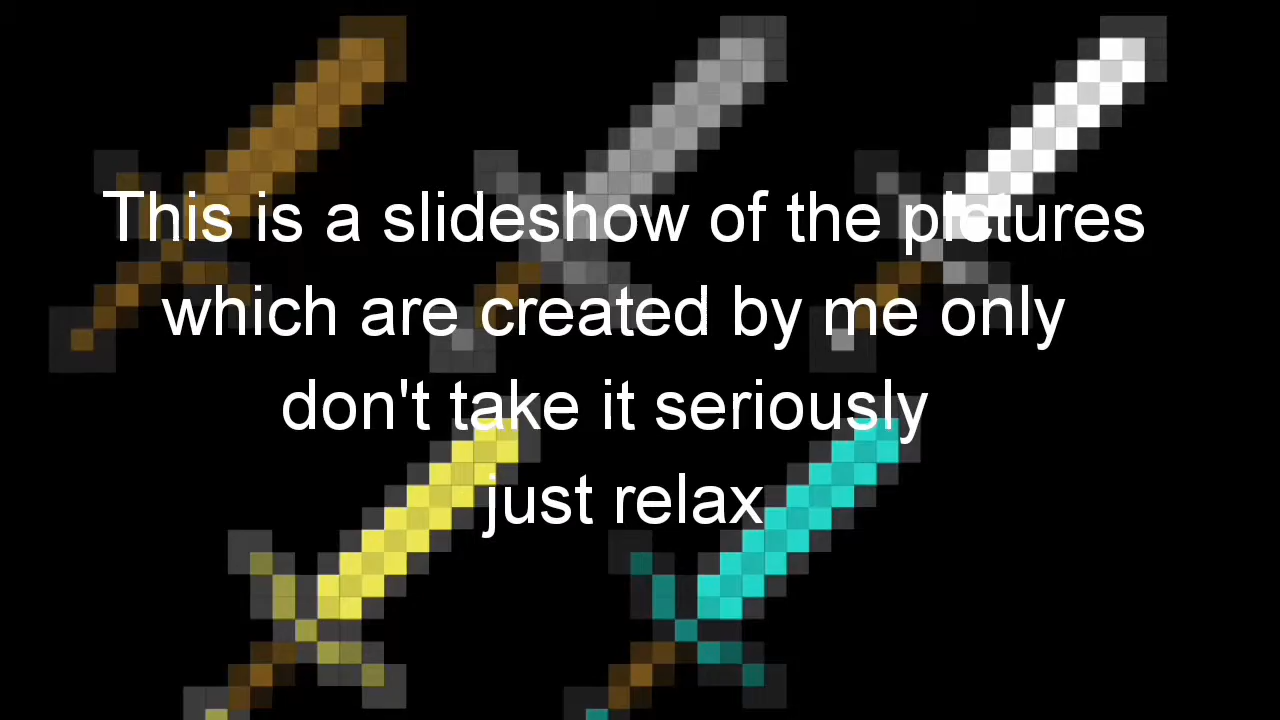 This is a slideshow of the pictures
which are created by me only
don't take it seriously
just relax